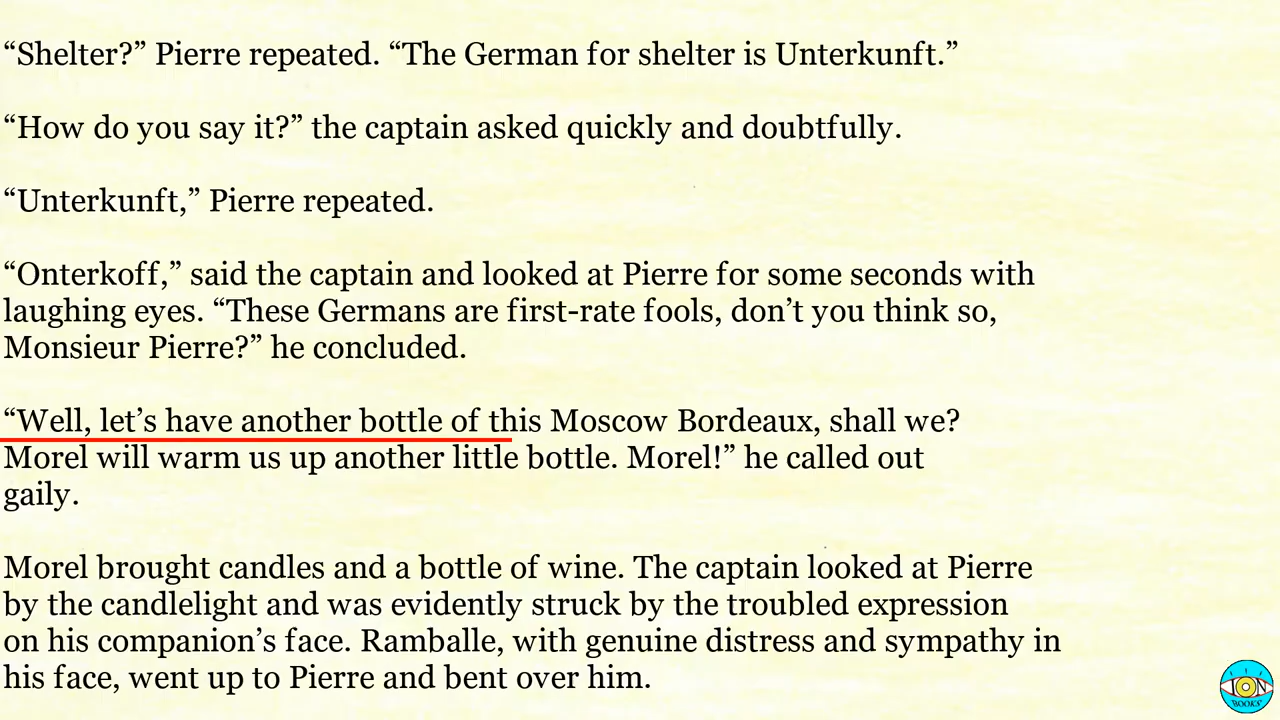 “Shelter?” Pierre repeated. “The German for shelter is Unterkunft.”
“How do you say it?” the captain asked quickly and doubtfully.
“Unterkunft,” Pierre repeated.
“Onterkoff,” said the captain and looked at Pierre for some seconds with
laughing eyes. “These Germans are first-rate fools, don’t you think so,
Monsieur Pierre?” he concluded.
“Well, let’s have another bottle of this Moscow Bordeaux, shall we?
Morel will warm us up another little bottle. Morel!” he called out
gaily.
Morel brought candles and a bottle of wine. The captain looked at Pierre
by the candlelight and was evidently struck by the troubled expression
on his companion’s face. Ramballe, with genuine distress and sympathy in
his face, went up to Pierre and bent over him.
ION
BOOKS